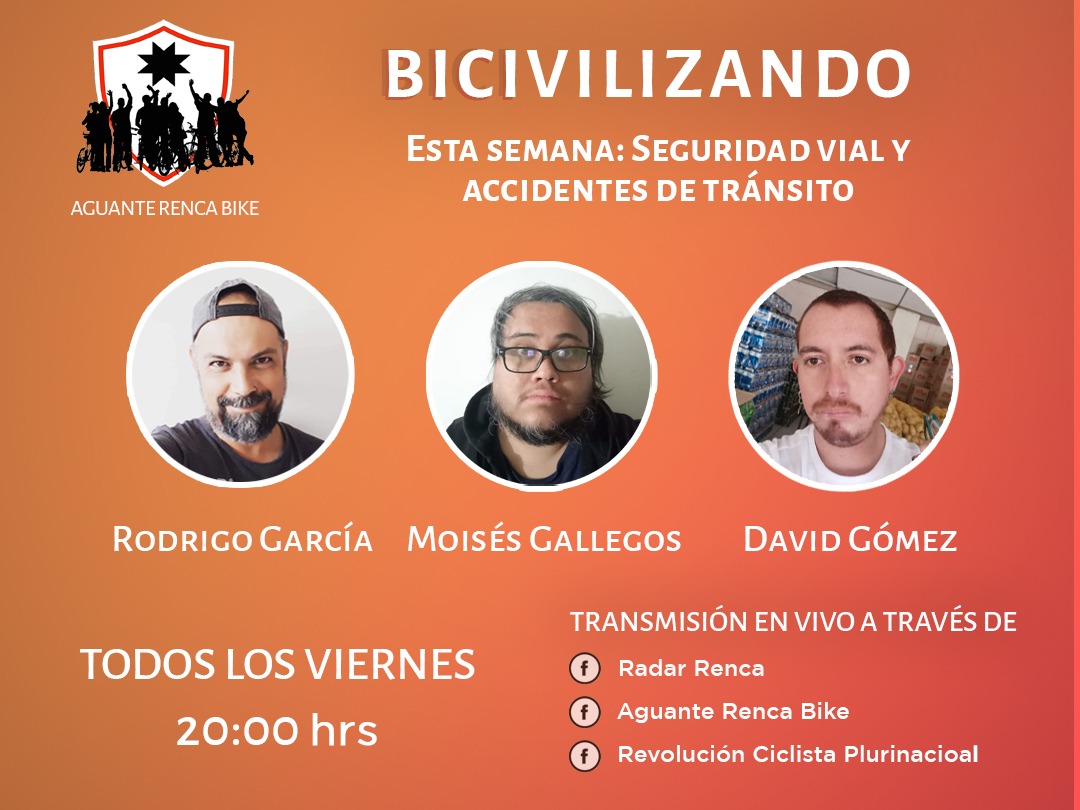 BICIVILIZANDO
Esta semana: Seguridad vial y
accidentes de tránsito
AGUANTE RENCA BIKE
Rodrigo García
Moisés Gallegos
David Gómez
TODOS LOS VIERNES
20:00 hrs
TRANSMISIÓN EN VIVO A TRAVÉS DE
f Radar Renca
f Aguante Renca Bike
f Revolución Ciclista Plurinacioal